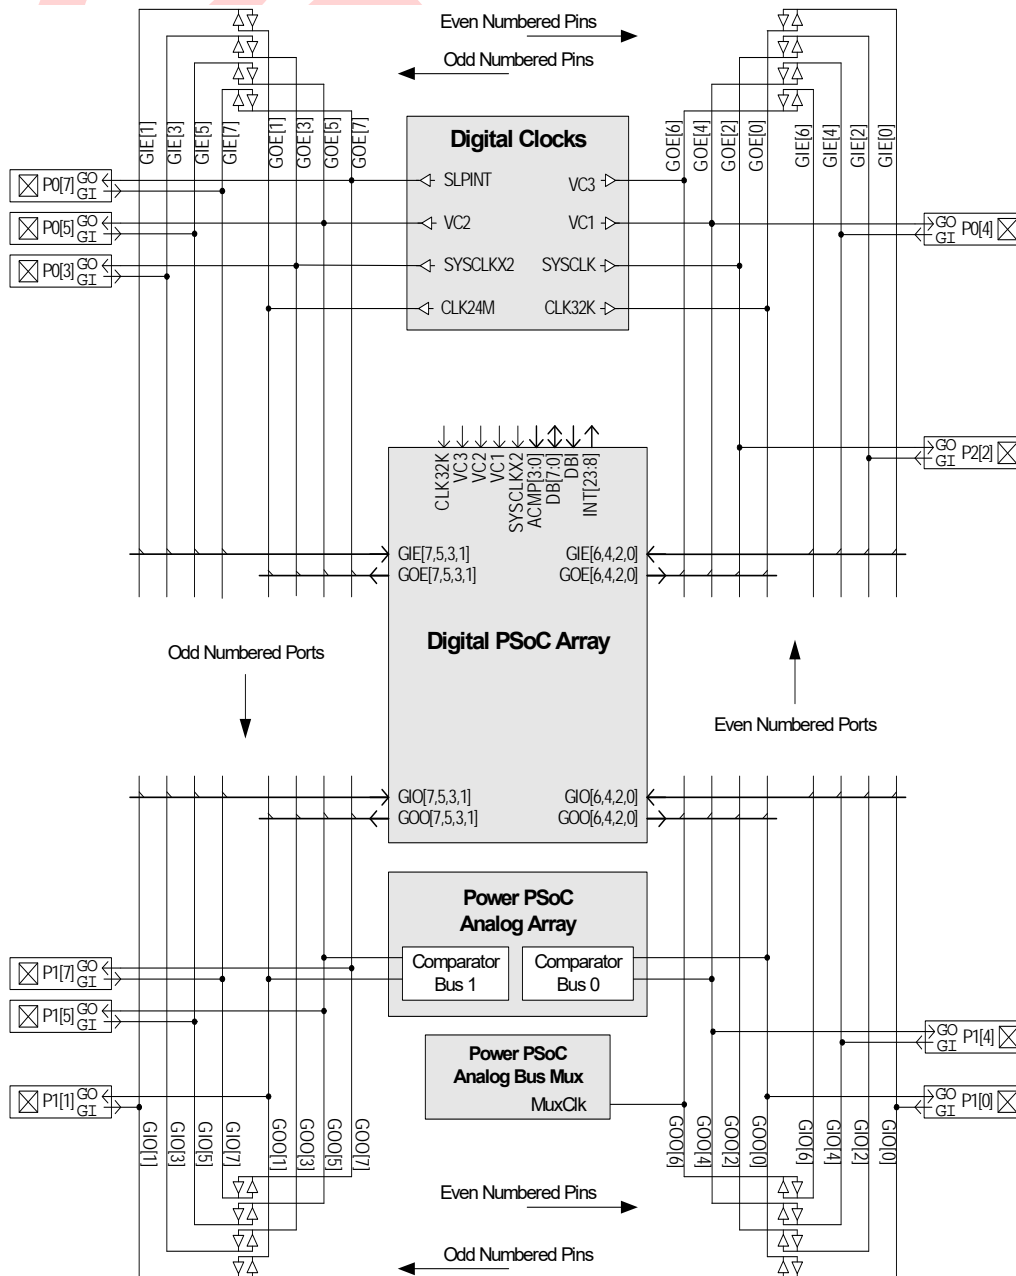 Even Numbered Pins
Odd Numbered Pins
GIE[1]
GIE[3]
GIE[5]
GIE[7]
GOE[1]
GOE[3]
GOE[5]
GOE[7]
Digital Clocks
SLPINT
VC2
SYSCLKX2
CLK24M
VC3
VC1
SYSCLK
CLK32K
GOE[6]
GOE[4]
GOE[2]
GOE[0]
GIE[6]
GIE[4]
GIE[2]
GIE[0]
P0[7] GO
GI
P0[5] GO
GI
P0[3] GO
GI
GO P0[4]
GI
GO P2[2]
GI
CLK32K
VC3
VC2
VC1
SYSCLKX2
ACMP[3:0]
DB[7:0]
DBI
INT[23:8]
GIE[7,5,3,1]
GOE[7,5,3,1]
GIE[6,4,2,0]
GOE[6,4,2,0]
Digital PSoC Array
Odd Numbered Ports
Even Numbered Ports
GIO[7,5,3,1]
GOO[7,5,3,1]
GIO[6,4,2,0]
GOO[6,4,2,0]
Power PSoC
Analog Array
Comparator
Bus 1
Comparator
Bus 0
P1[7] GO
GI
P1[5] GO
GI
P1[1] GO
GI
GO P1[4]
GI
GO P1[0]
GI
Power PSoC
Analog Bus Mux
MuxClk
GIO[1]
GIO[3]
GIO[5]
GIO[7]
GOO[1]
GOO[3]
GOO[5]
GOO[7]
GOO[6]
GOO[4]
GOO[2]
GOO[0]
GIO[6]
GIO[4]
GIO[2]
GIO[0]
Even Numbered Pins
Odd Numbered Pins